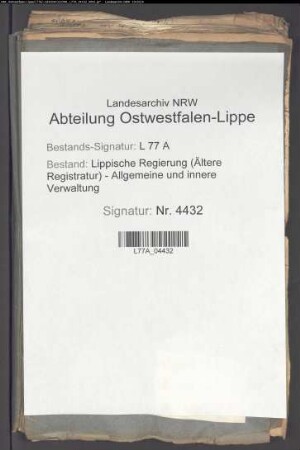 Landesarchiv NRW
Abteilung Ostwestfalen-Lippe
Bestands-Signatur: L 77 A
Bestand: Lippische Regierung (Ältere
Registratur) - Allgemeine und innere
Verwaltung
Signatur: Nr. 4432
L77A_04432